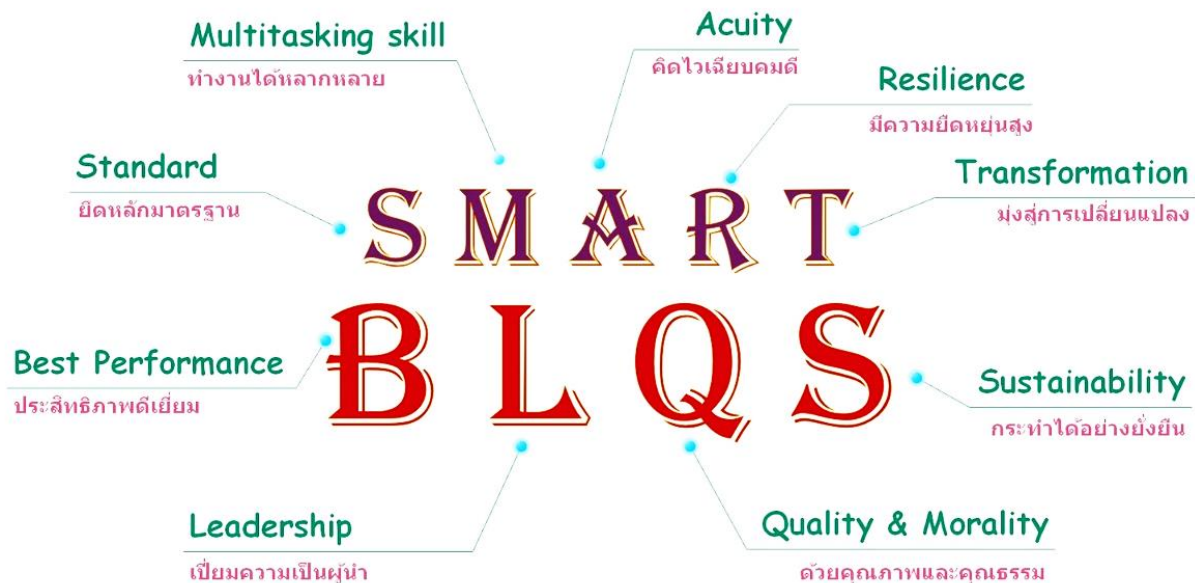 Multitasking skill
ทำงานได้หลากหลาย
Acuity
คิดไวเฉียบคมดี
Resilience
มีความยืดหยุ่นสูง
Standard
ยึดหลักมาตรฐาน
Transformation
มุ่งสู่การเปลี่ยนแปลง
SMART
BLQS
Best Performance
ประสิทธิภาพดีเยี่ยม
Sustainability
กระทำได้อย่างยั่งยืน
Leadership
เปี่ยมความเป็นผู้นำ
Quality & Morality
ด้วยคุณภาพและคุณธรรม